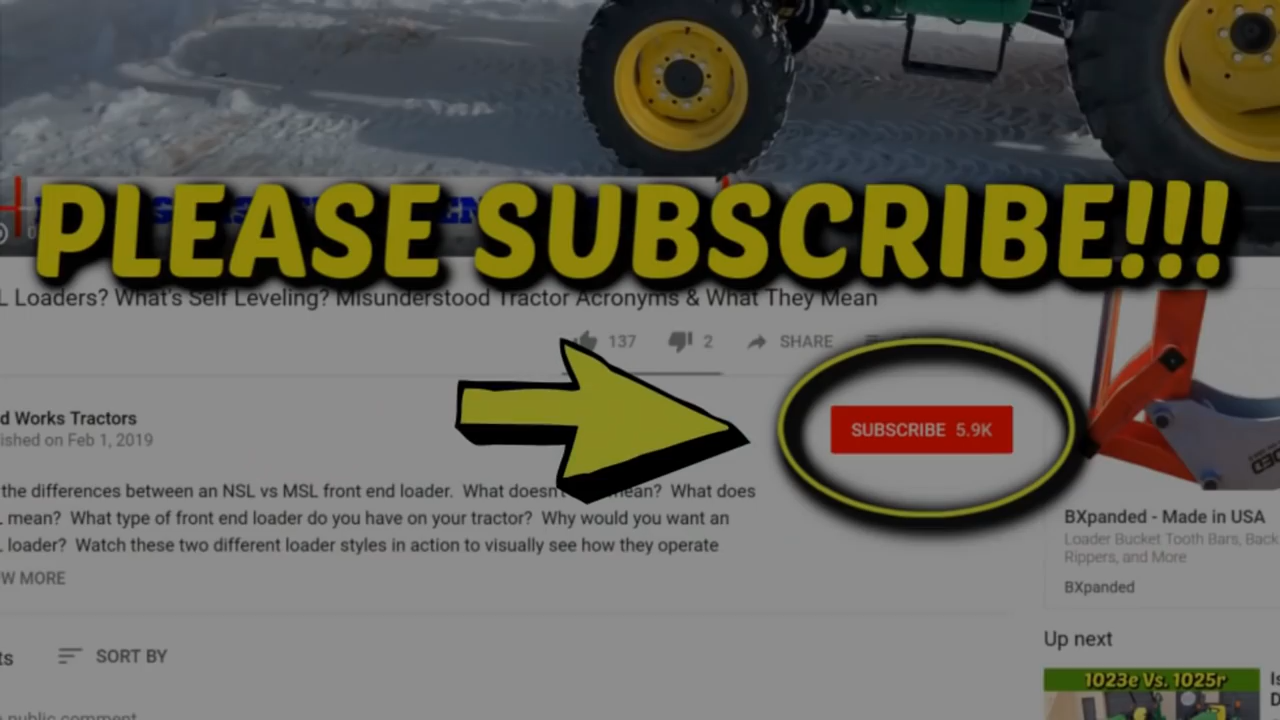 PLEASE SUBSCRIBE!!!
L Loaders? What's Self Leveling? Misunderstood Tractor Acronyms & What They Mean
137 2 SHARE
d Works Tractors
ished on Feb 1, 2019
SUBSCRIBE 5.9K
the differences between an NSL vs MSL front end loader. What doesn't mean? What does
L mean? What type of front end loader do you have on your tractor? Why would you want an
L loader? Watch these two different loader styles in action to visually see how they operate
OW MORE
ts SORT BY
public comment
BXpanded - Made in USA
Loader Bucket Tooth Bars, Back
Rippers, and More
BXpanded
Up next
1023e Vs. 1025r